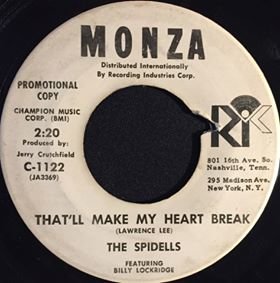 MONZA
Distributed Internationally
By Recording Industries Corp.
PROMOTIONAL
COPY
CHAMPION MUSIC
CORP. (BMI)
2:20
Produced by:
Jerry Crutchfield
C-1122
(JA3369)
RIC
801 16th Ave. So.
Nashville, Tenn.
295 Madison Ave.
New York, N. Y.
THAT'LL MAKE MY HEART BREAK
(LAWRENCE LEE)
THE SPIDELLS
FEATURING
BILLY LOCKRIDGE